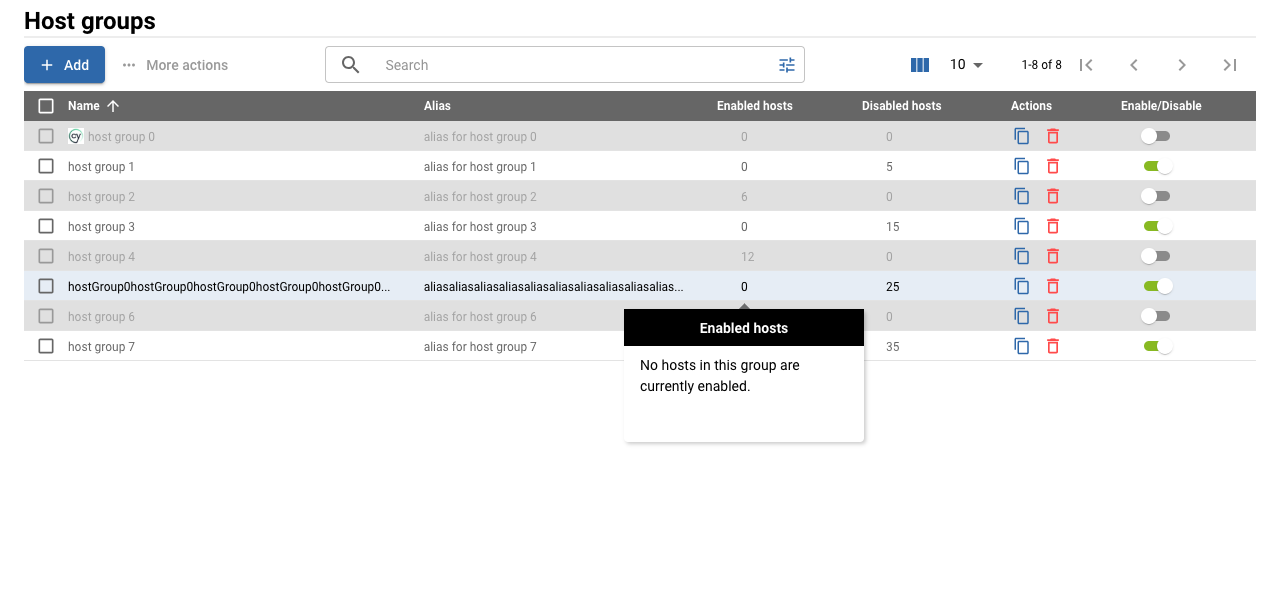 Host groups
Add More actions Search 10 1-8 of 8
Name Alias Enabled hosts Disabled hosts Actions Enable/Disable
cy host group 0 alias for host group 0 0 0
host group 1 alias for host group 1 0 5
host group 2 alias for host group 2 6 0
host group 3 alias for host group 3 0 15
host group 4 alias for host group 4 12 0
hostGroup0hostGroup0hostGroup0hostGroup0hostGroup0... aliasaliasaliasaliasaliasaliasaliasaliasaliasalias... 0 25
host group 6 alias for host group 6 0
host group 7 alias for host group 7 35
Enabled hosts
No hosts in this group are
currently enabled.